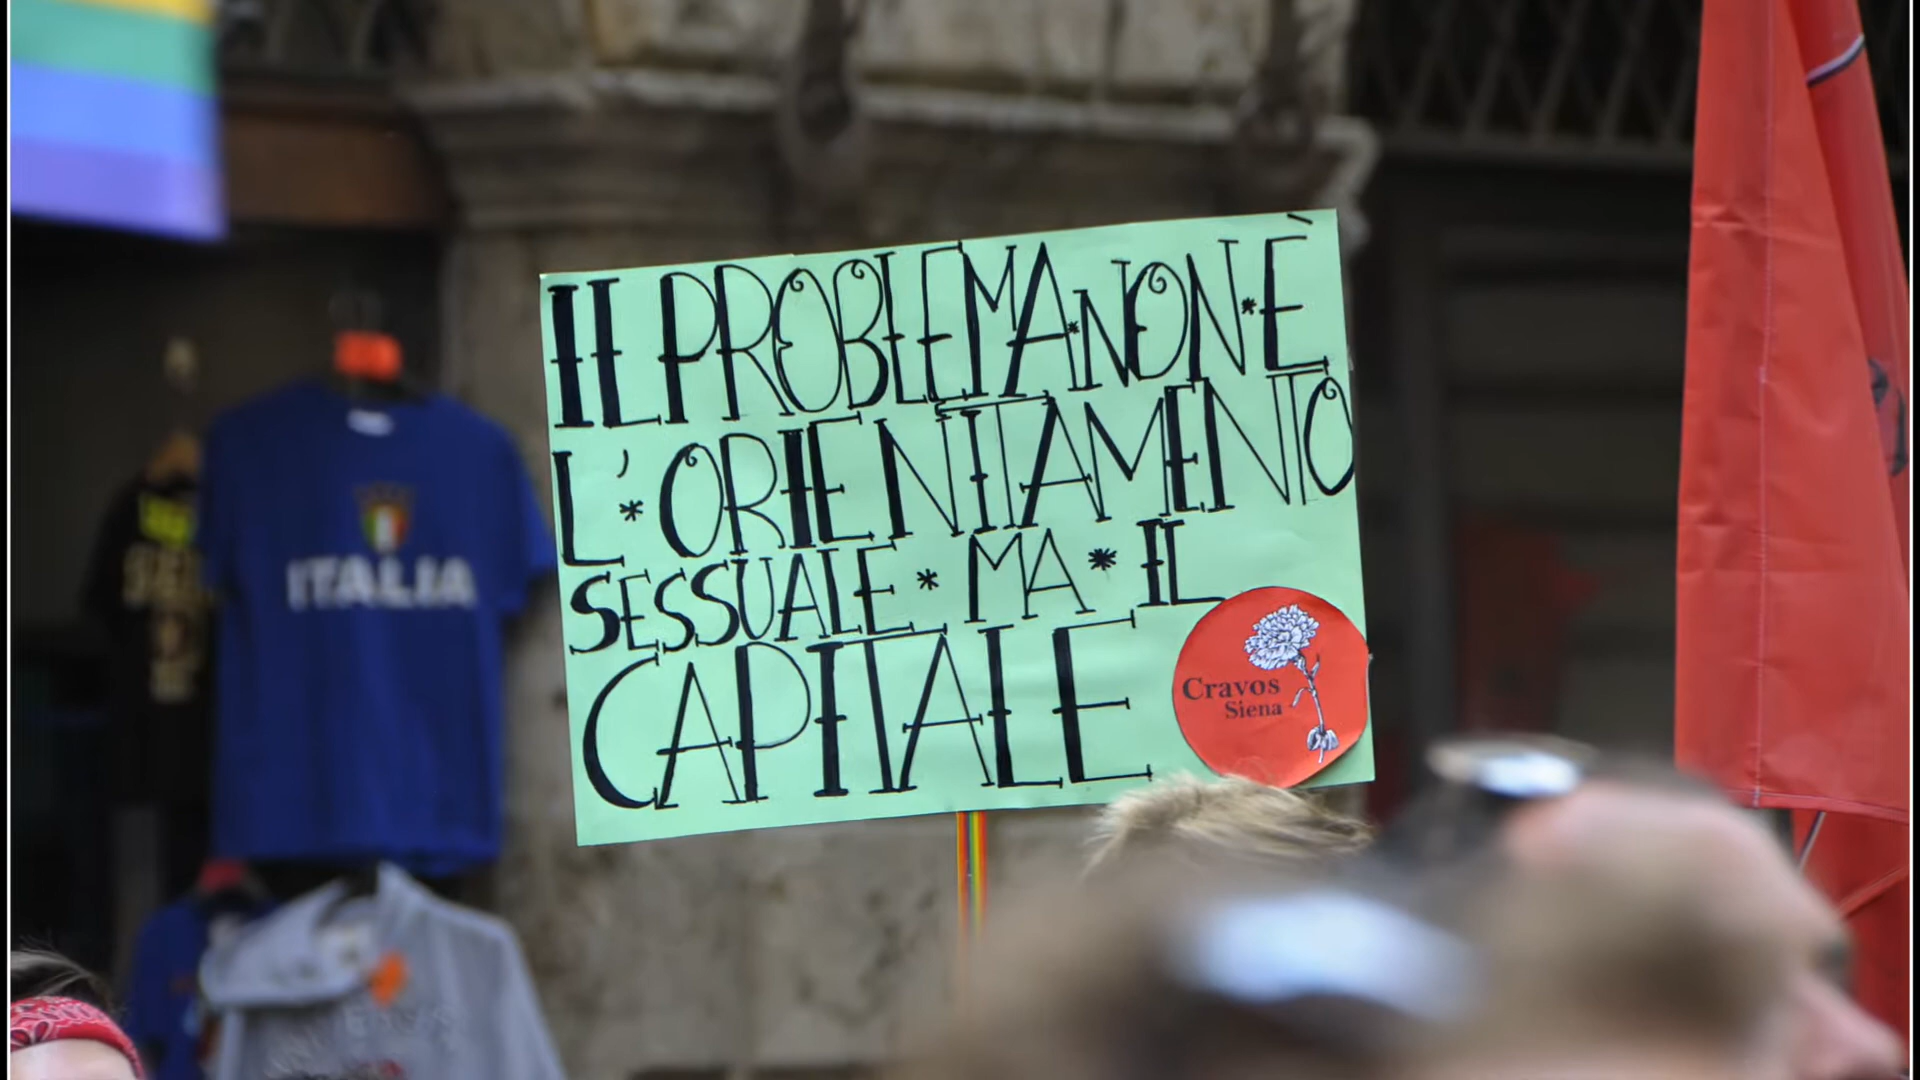 IL PROBLEMA*NON*È
L'*ORIENTAMENTO
SESSUALE*MA*IL
CAPITALE
Cravos
Siena
ITALIA